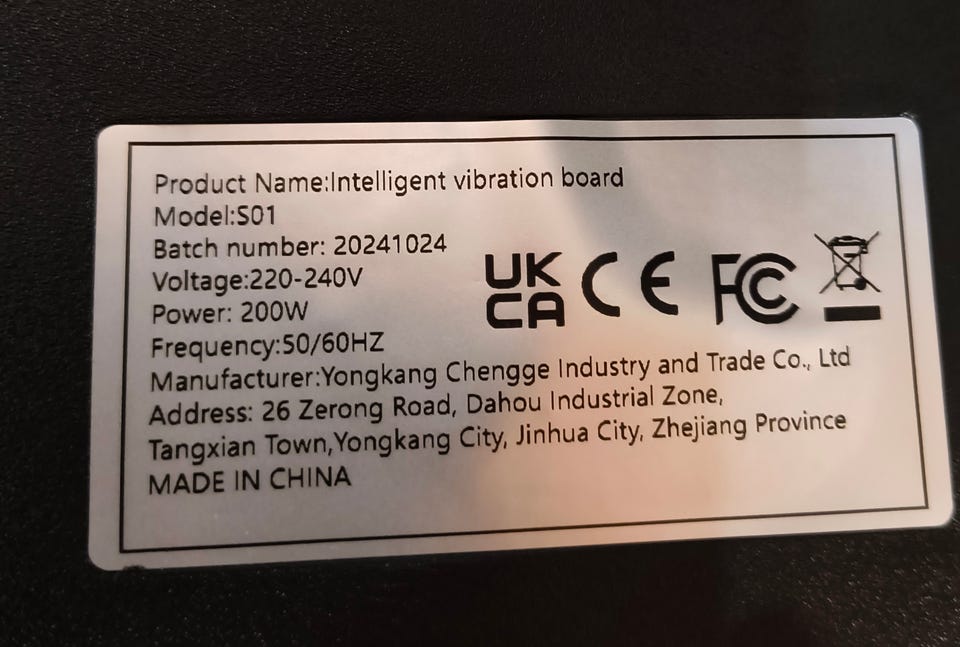 Product Name:Intelligent vibration board
Model:S01
Batch number: 20241024
Voltage:220-240V
Power: 200W
Frequency:50/60HZ
UK
CA
CE
FC
Manufacturer:Yongkang Chengge Industry and Trade Co., Ltd
Address: 26 Zerong Road, Dahou Industrial Zone,
Tangxian Town,Yongkang City, Jinhua City, Zhejiang Province
MADE IN CHINA